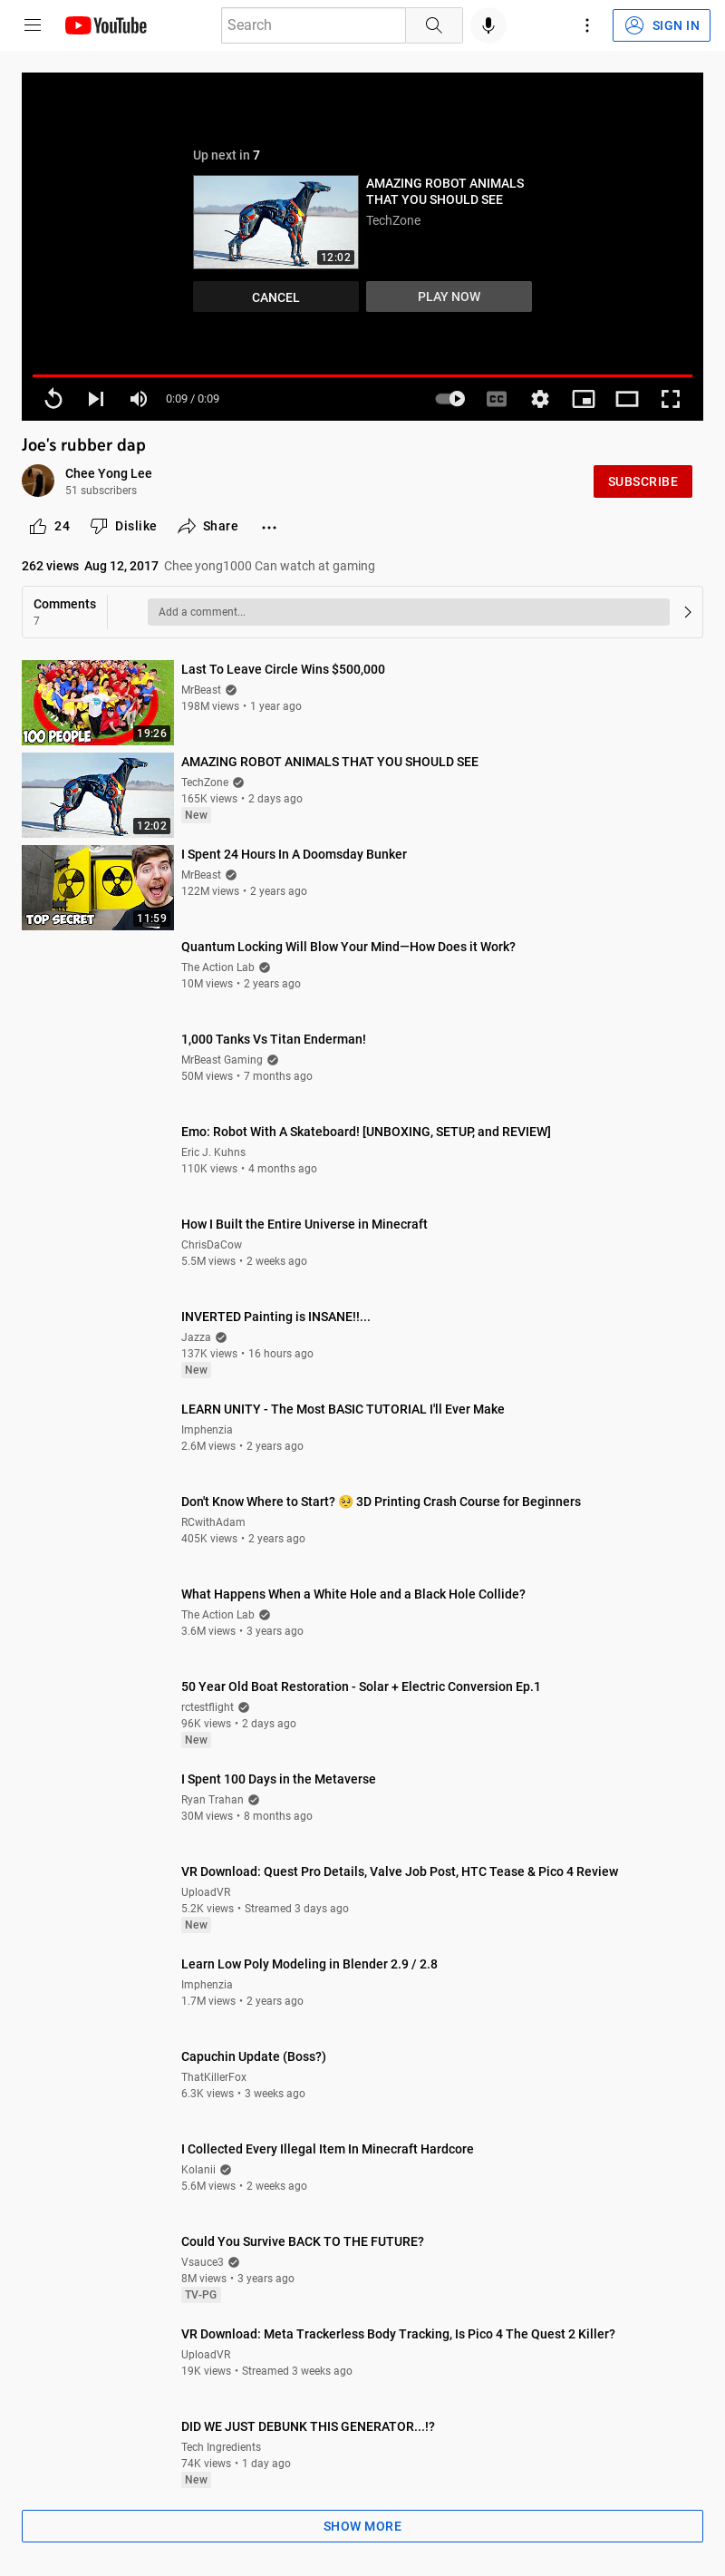 YouTube
Search
SIGN IN
Up next in 7
AMAZING ROBOT ANIMALS
THAT YOU SHOULD SEE
TechZone
12:02
CANCEL
PLAY NOW
0:09 / 0:09
CC
Joe's rubber dap
Chee Yong Lee
51 subscribers
SUBSCRIBE
24
Dislike
Share
262 views Aug 12, 2017 Chee yong1000 Can watch at gaming
Comments
7
Add a comment...
100 PEOPLE
19:26
Last To Leave Circle Wins $500,000
MrBeast
198M views • 1 year ago
12:02
AMAZING ROBOT ANIMALS THAT YOU SHOULD SEE
TechZone
165K views • 2 days ago
New
TOP SECRET
11:59
I Spent 24 Hours In A Doomsday Bunker
MrBeast
122M views • 2 years ago
Quantum Locking Will Blow Your Mind—How Does it Work?
The Action Lab
10M views • 2 years ago
1,000 Tanks Vs Titan Enderman!
MrBeast Gaming
50M views • 7 months ago
Emo: Robot With A Skateboard! [UNBOXING, SETUP, and REVIEW]
Eric J. Kuhns
110K views • 4 months ago
How I Built the Entire Universe in Minecraft
ChrisDaCow
5.5M views • 2 weeks ago
INVERTED Painting is INSANE!!...
Jazza
137K views • 16 hours ago
New
LEARN UNITY - The Most BASIC TUTORIAL I'll Ever Make
Imphenzia
2.6M views • 2 years ago
Don't Know Where to Start? 🥺 3D Printing Crash Course for Beginners
RCwithAdam
405K views • 2 years ago
What Happens When a White Hole and a Black Hole Collide?
The Action Lab
3.6M views • 3 years ago
50 Year Old Boat Restoration - Solar + Electric Conversion Ep.1
rctestflight
96K views • 2 days ago
New
I Spent 100 Days in the Metaverse
Ryan Trahan
30M views • 8 months ago
VR Download: Quest Pro Details, Valve Job Post, HTC Tease & Pico 4 Review
UploadVR
5.2K views • Streamed 3 days ago
New
Learn Low Poly Modeling in Blender 2.9 / 2.8
Imphenzia
1.7M views • 2 years ago
Capuchin Update (Boss?)
ThatKillerFox
6.3K views • 3 weeks ago
I Collected Every Illegal Item In Minecraft Hardcore
Kolanii
5.6M views • 2 weeks ago
Could You Survive BACK TO THE FUTURE?
Vsauce3
8M views • 3 years ago
TV-PG
VR Download: Meta Trackerless Body Tracking, Is Pico 4 The Quest 2 Killer?
UploadVR
19K views • Streamed 3 weeks ago
DID WE JUST DEBUNK THIS GENERATOR...!?
Tech Ingredients
74K views • 1 day ago
New
SHOW MORE